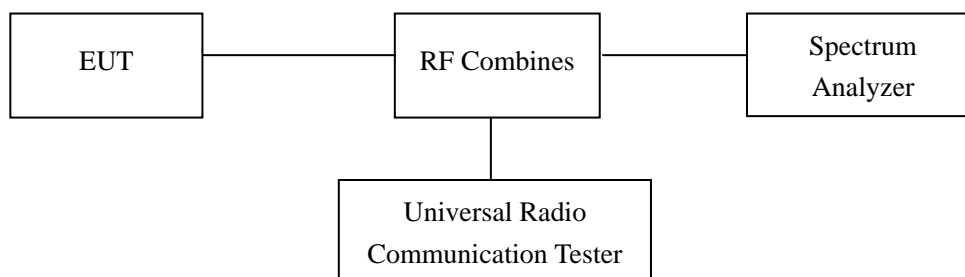 EUT
RF Combines
Spectrum
Analyzer
Universal Radio
Communication Tester